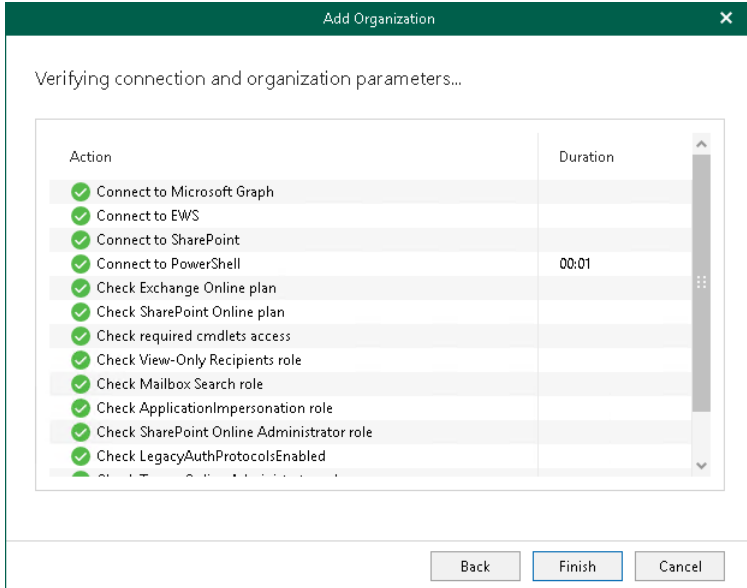 Add Organization
Verifying connection and organization parameters...
Action Duration
Connect to Microsoft Graph
Connect to EWS
Connect to SharePoint
Connect to PowerShell 00:01
Check Exchange Online plan
Check SharePoint Online plan
Check required cmdlets access
Check View-Only Recipients role
Check Mailbox Search role
Check ApplicationImpersonation role
Check SharePoint Online Administrator role
Check LegacyAuthProtocolsEnabled
Back Finish Cancel